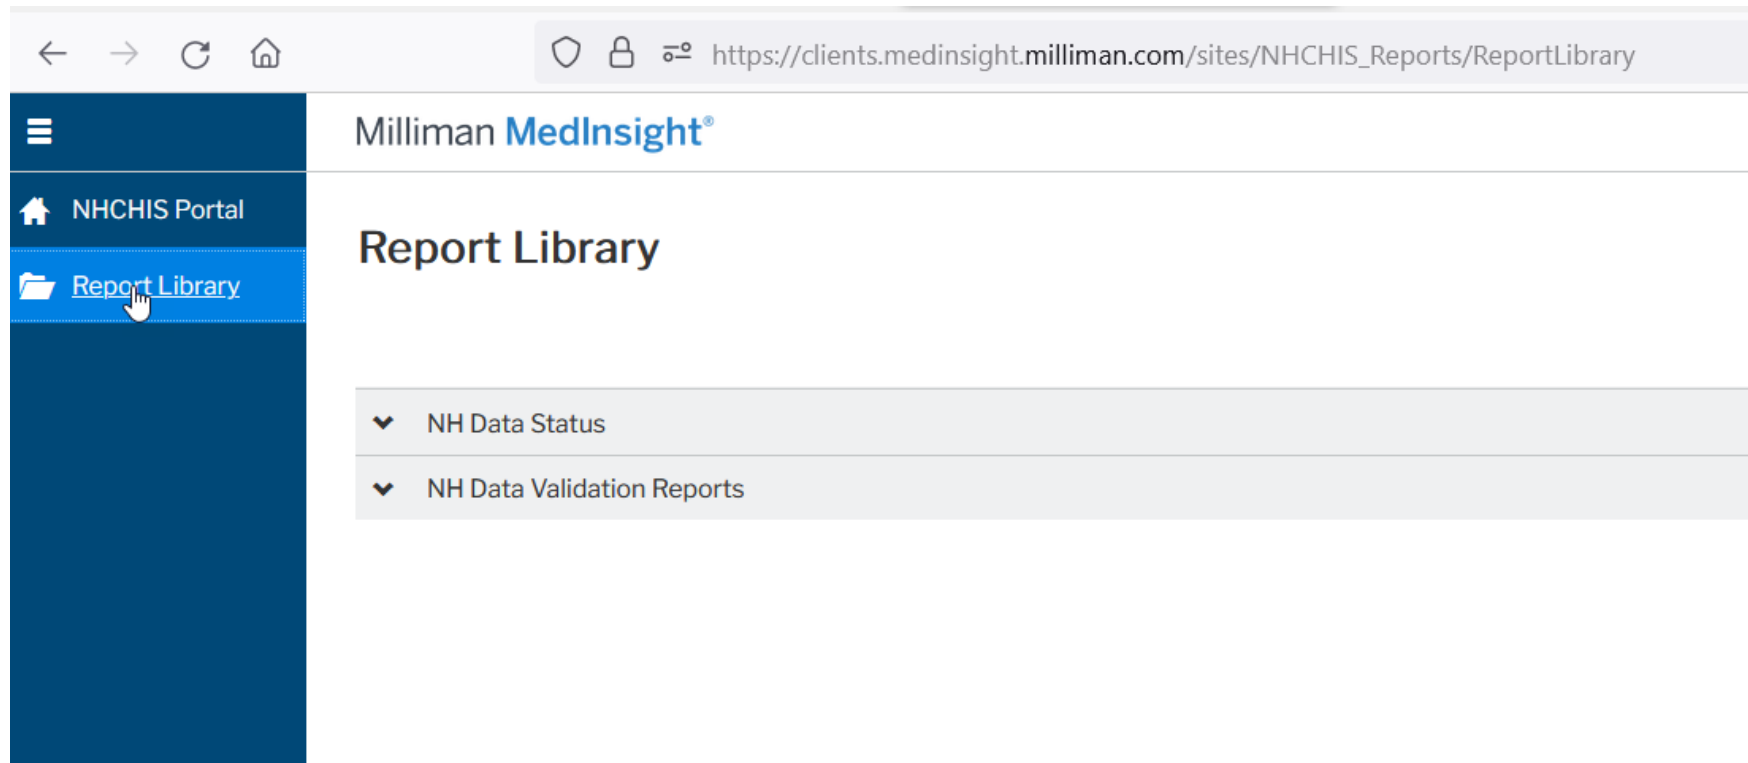 https://clients.medinsight.milliman.com/sites/NHCHIS_Reports/ReportLibrary
Milliman MedInsight®
NHCHIS Portal
Report Library
Report Library
NH Data Status
NH Data Validation Reports